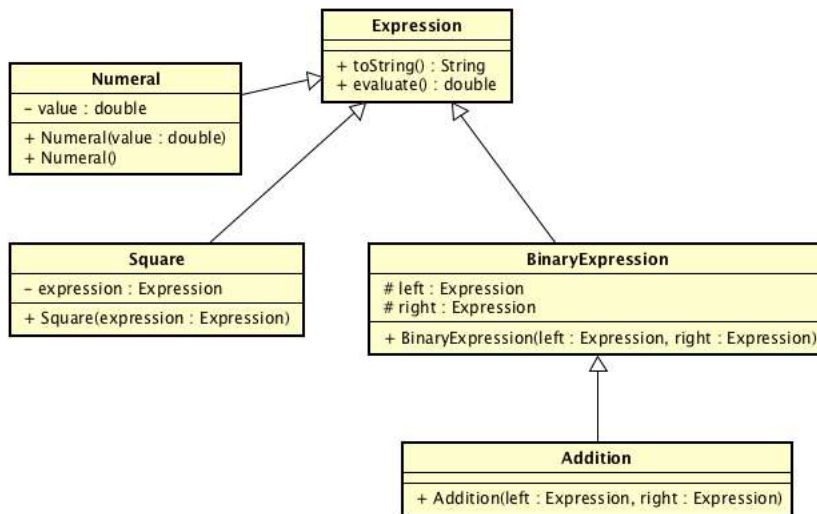 Expression
+ toString() : String
+ evaluate() : double
Numeral
- value : double
+ Numeral(value : double)
+ Numeral()
Square
- expression : Expression
+ Square(expression : Expression)
BinaryExpression
# left : Expression
# right : Expression
+ BinaryExpression(left : Expression, right : Expression)
Addition
+ Addition(left : Expression, right : Expression)